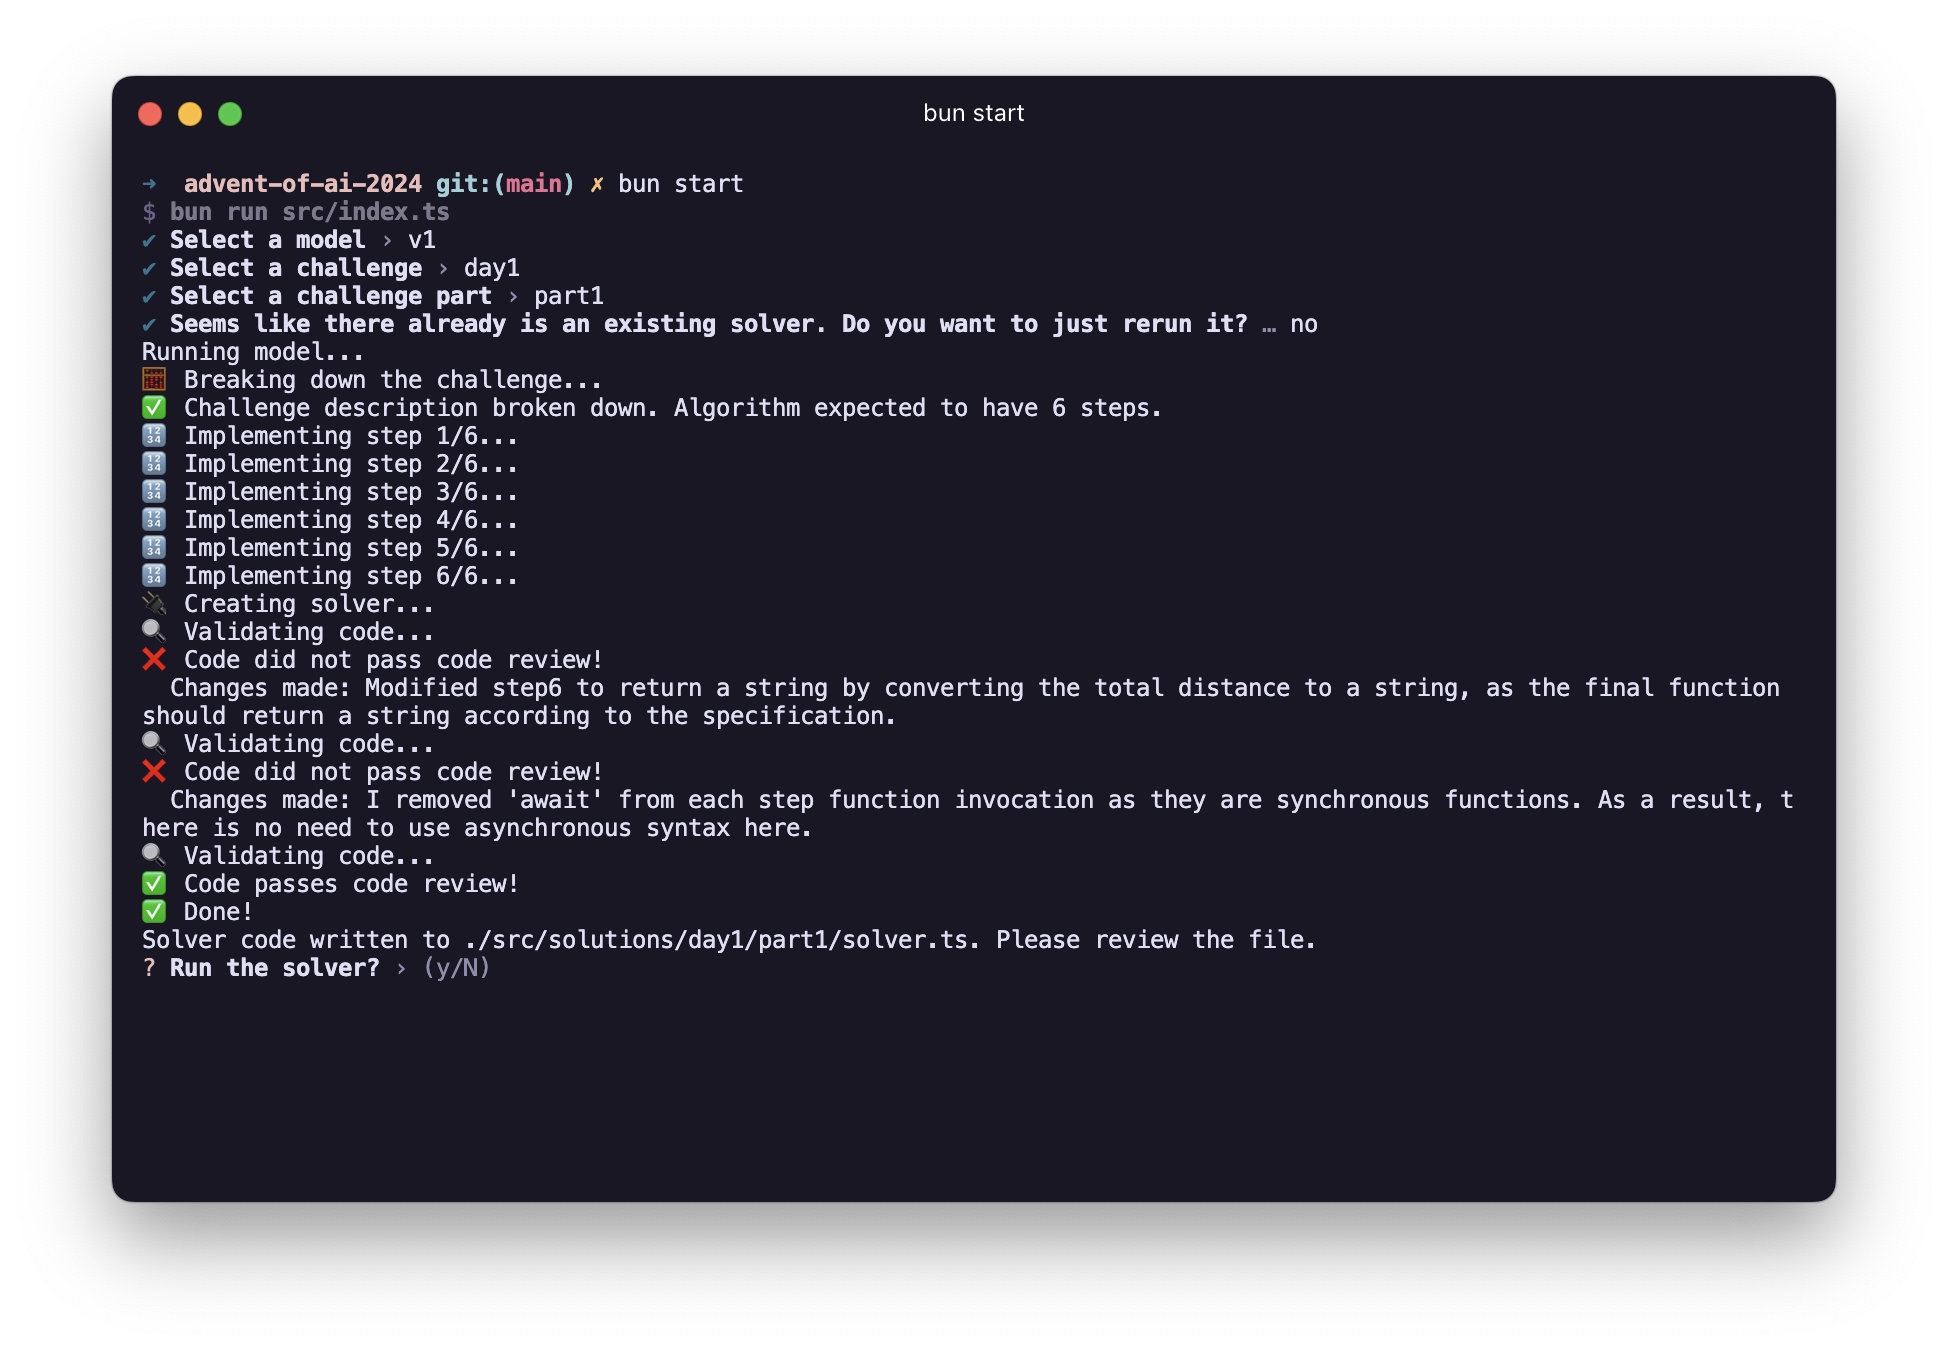 bun start
➜  advent-of-ai-2024 git:(main) ✗ bun start
$ bun run src/index.ts
✔ Select a model › v1
✔ Select a challenge › day1
✔ Select a challenge part › part1
✔ Seems like there already is an existing solver. Do you want to just rerun it? … no
Running model...
🧮 Breaking down the challenge...
✅ Challenge description broken down. Algorithm expected to have 6 steps.
🔢 Implementing step 1/6...
🔢 Implementing step 2/6...
🔢 Implementing step 3/6...
🔢 Implementing step 4/6...
🔢 Implementing step 5/6...
🔢 Implementing step 6/6...
🔌 Creating solver...
🔍 Validating code...
❌ Code did not pass code review!
  Changes made: Modified step6 to return a string by converting the total distance to a string, as the final function
should return a string according to the specification.
🔍 Validating code...
❌ Code did not pass code review!
  Changes made: I removed 'await' from each step function invocation as they are synchronous functions. As a result, t
here is no need to use asynchronous syntax here.
🔍 Validating code...
✅ Code passes code review!
✅ Done!
Solver code written to ./src/solutions/day1/part1/solver.ts. Please review the file.
? Run the solver? › (y/N)